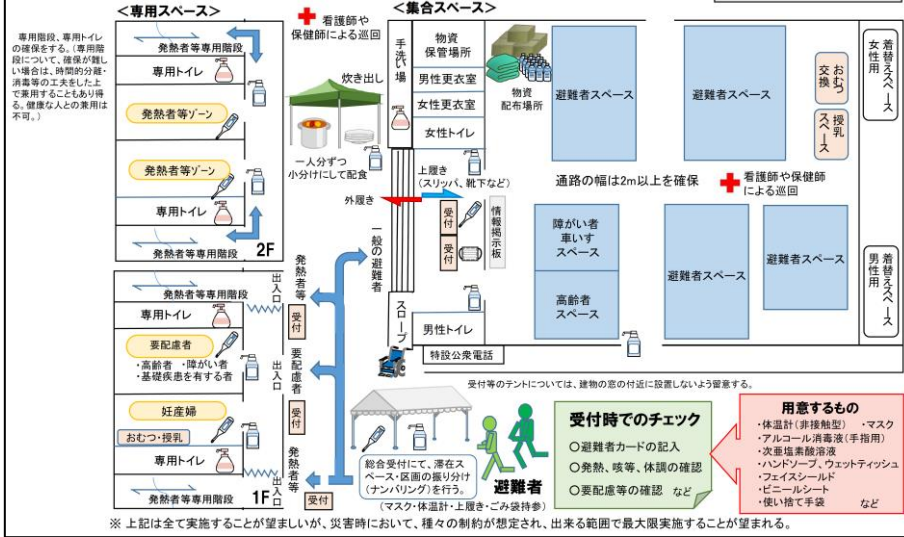 <専用スペース>
専用階段、専用トイレ
の確保をする。(専用階
段について、確保が難し
い場合は、時間的分離・
消毒等の工夫をした上
で兼用することもあり得
る。健康な人との兼用は
不可。)
発熱者等専用階段
専用トイレ
発熱者等ゾーン
発熱者等ゾーン
専用トイレ
発熱者等専用階段
2F
看護師や
保健師による巡回
炊き出し
一人分ずつ
小分けにして配食
<集合スペース>
手洗い場
物資
保管場所
男性更衣室
女性更衣室
女性トイレ
物資
配布場所
避難者スペース
避難者スペース
おむつ
交換
授乳
スペース
着替えスペース
女性用
上履き
(スリッパ、靴下など)
外履き
通路の幅は2m以上を確保
看護師や保健師
による巡回
受付
受付
情報掲示板
障がい者
車いす
スペース
高齢者
スペース
避難者スペース
避難者スペース
着替えスペース
男性用
一般の避難者
スロープ
男性トイレ
特設公衆電話
発熱者等専用階段
専用トイレ
要配慮者
・高齢者 ・障がい者
・基礎疾患を有する者
妊産婦
おむつ・授乳
専用トイレ
発熱者等専用階段
1F
出入口
発熱者等
受付
出入口
要配慮者
受付
出入口
発熱者等
受付
受付等のテントについては、建物の窓の付近に設置しないよう留意する。
総合受付にて、滞在ス
ペース・区画の振分け
(ナンバリング)を行う。
避難者
(マスク・体温計・上履き・ごみ袋持参)
受付時でのチェック
○避難者カードの記入
○発熱、咳等、体調の確認
○要配慮者の確認 など
用意するもの
・体温計(非接触型) ・マスク
・アルコール消毒液(手指用)
・次亜塩素酸溶液
・ハンドソープ、ウェットティッシュ
・フェイスシールド
・ビニールシート
・使い捨て手袋 など
※ 上記は全て実施することが望ましいが、災害時において、種々の制約が想定され、出来る範囲で最大限実施することが望まれる。